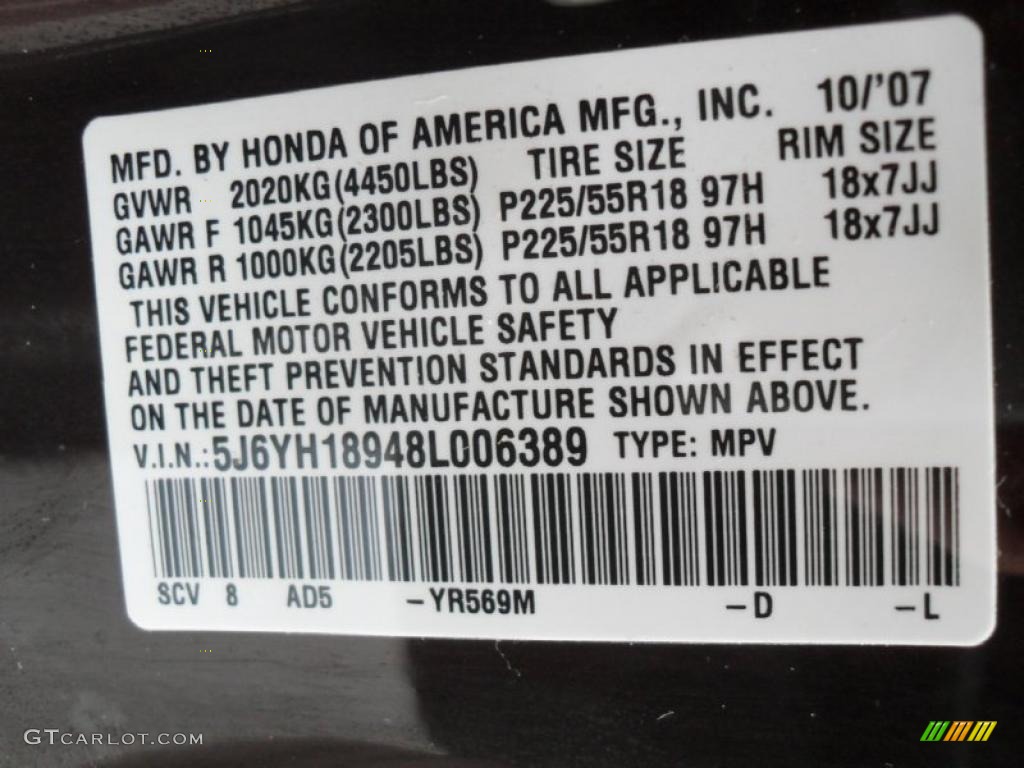 MFD. BY HONDA OF AMERICA MFG., INC. 10/'07
GVWR 2020KG(4450LBS) TIRE SIZE RIM SIZE
GAWR F 1045KG(2300LBS) P225/55R18 97H 18x7JJ
GAWR R 1000KG(2205LBS) P225/55R18 97H 18x7JJ
THIS VEHICLE CONFORMS TO ALL APPLICABLE
FEDERAL MOTOR VEHICLE SAFETY
AND THEFT PREVENTION STANDARDS IN EFFECT
ON THE DATE OF MANUFACTURE SHOWN ABOVE.
V.I.N.:5J6YH18948L006389 TYPE: MPV
SCV 8 AD5 -YR569M -D -L
GTCARLOT.COM